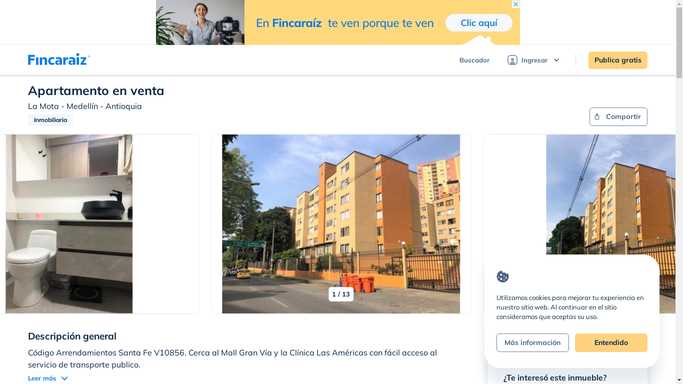 En Fincaraíz te ven porque te ven
Clic aquí
Fincaraiz
Buscador
Ingresar
Publica gratis
Apartamento en venta
La Mota - Medellín - Antioquia
Inmobiliaria
Compartir
1 / 13
Utilizamos cookies para mejorar tu experiencia en
nuestro sitio web. Al continuar en el sitio
consideramos que aceptas su uso.
Más información
Entendido
Descripción general
Código Arrendamientos Santa Fe V10856. Cerca al Mall Gran Vía y la Clínica Las Américas con fácil acceso al
servicio de transporte publico.
Leer más
¿Te interesó este inmueble?